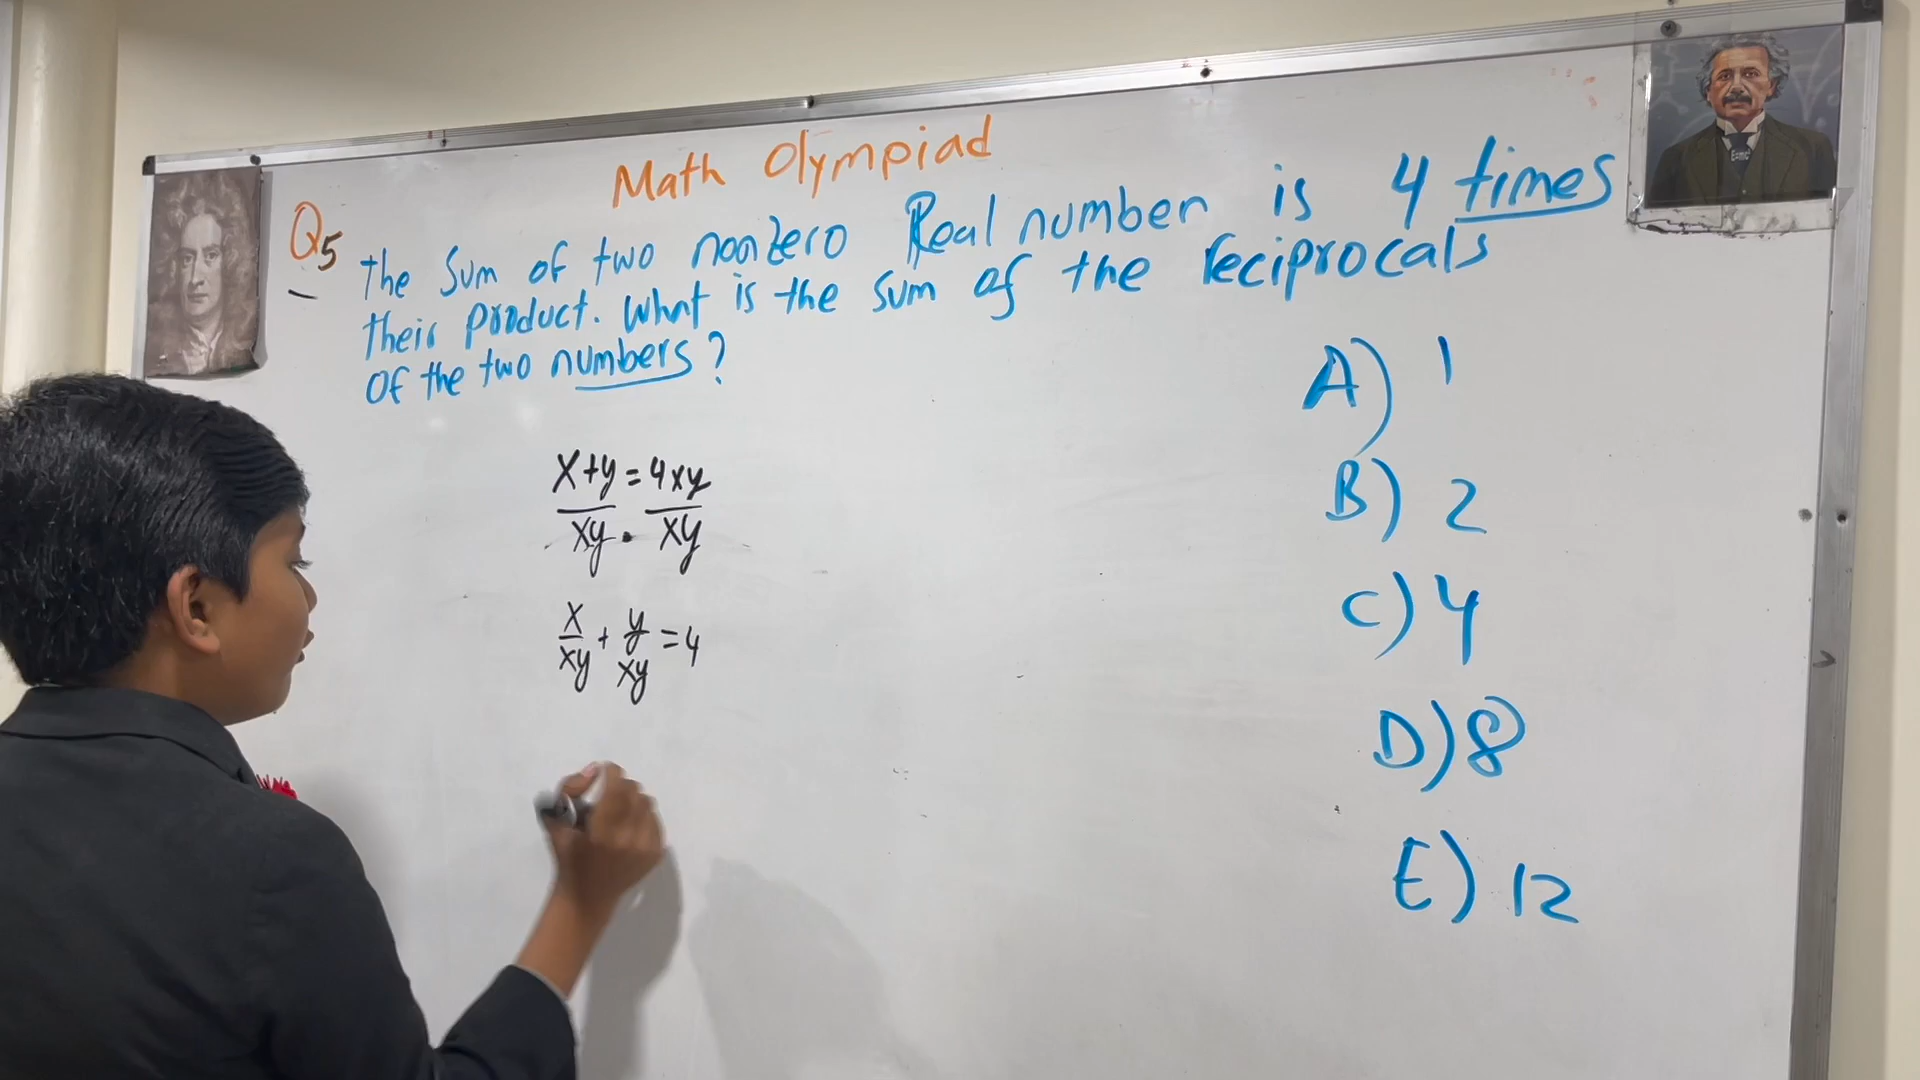 Math Olympiad
Q5 the Sum of two nonzero Real number is 4 times
their product. What is the sum of the reciprocals
of the two numbers?
A) 1
B) 2
C) 4
D) 8
E) 12
x+y=4xy
xy . xy
x/xy + y/xy = 4
E=mc²